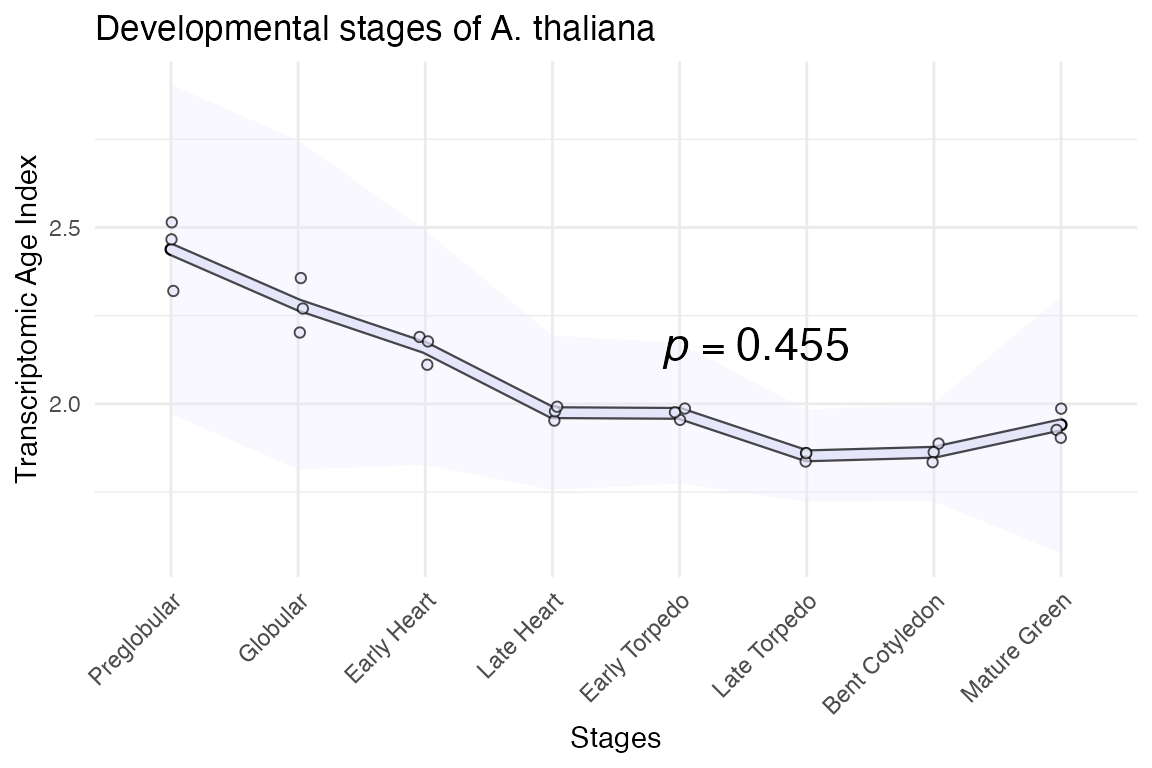 Developmental stages of A. thaliana
Transcriptomic Age Index
2.5
2.0
p = 0.455
Preglobular
Globular
Early Heart
Late Heart
Early Torpedo
Late Torpedo
Bent Cotyledon
Mature Green
Stages